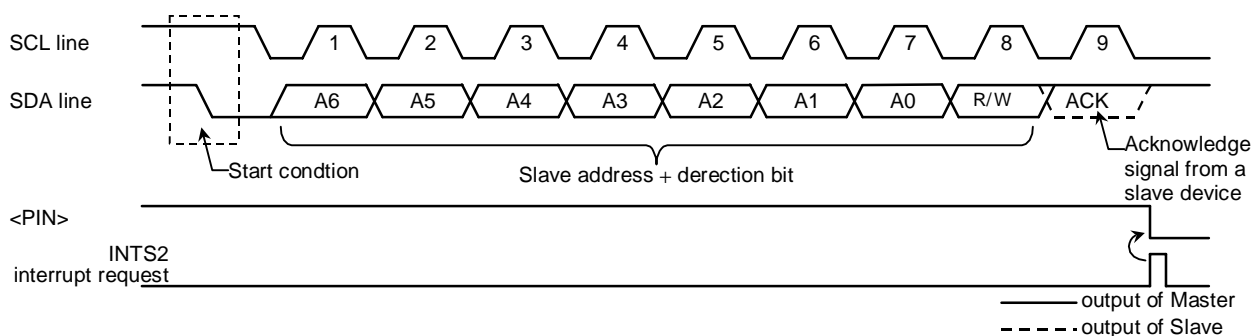 SCL line
1 2 3 4 5 6 7 8 9
SDA line
A6 A5 A4 A3 A2 A1 A0 R/W ACK
Start condtion
Slave address + derection bit
Acknowledge
signal from a
slave device
<PIN>
INTS2
interrupt request
output of Master
output of Slave